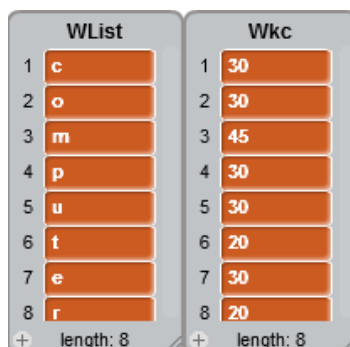 WList Wkc
1 c 1 30
2 o 2 30
3 m 3 45
4 p 4 30
5 u 5 30
6 t 6 20
7 e 7 30
8 r 8 20
+ length: 8 + length: 8